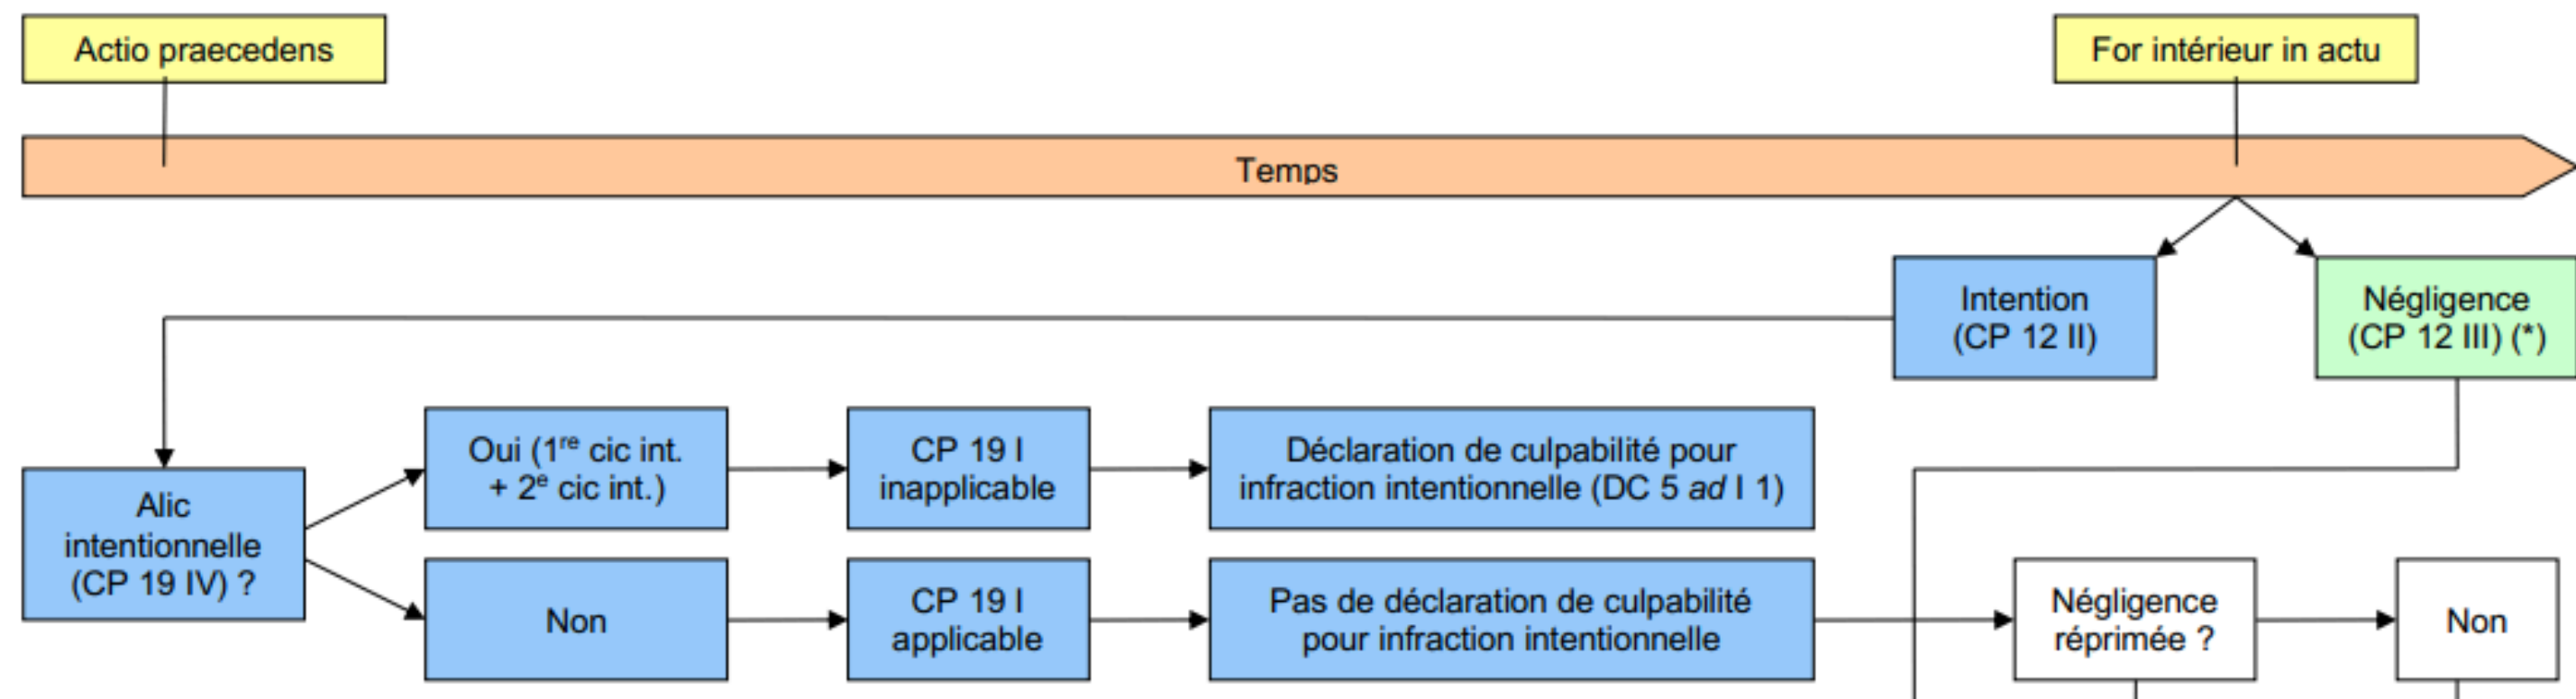 Actio praecedens
For intérieur in actu
Temps
Intention
(CP 12 II)
Négligence
(CP 12 III) (*)
Alic
intentionnelle
(CP 19 IV) ?
Oui (1re cic int.
+ 2e cic int.)
CP 19 I
inapplicable
Déclaration de culpabilité pour
infraction intentionnelle (DC 5 ad I 1)
Non
CP 19 I
applicable
Pas de déclaration de culpabilité
pour infraction intentionnelle
Négligence
réprimée ?
Non